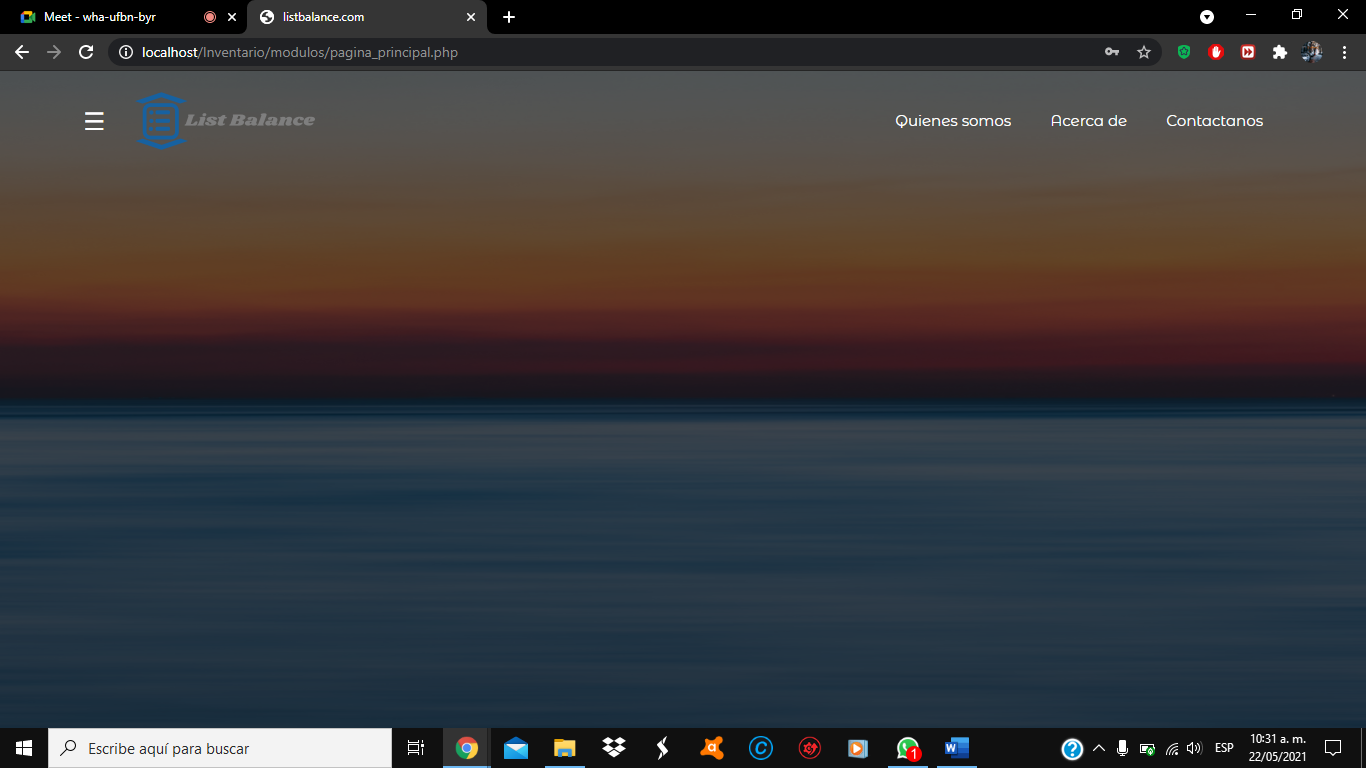 Meet - wha-ufbn-byr
listbalance.com
localhost/Inventario/modulos/pagina_principal.php
List Balance
Quienes somos
Acerca de
Contactanos
Escribe aquí para buscar
1
ESP
10:31 a. m.
22/05/2021